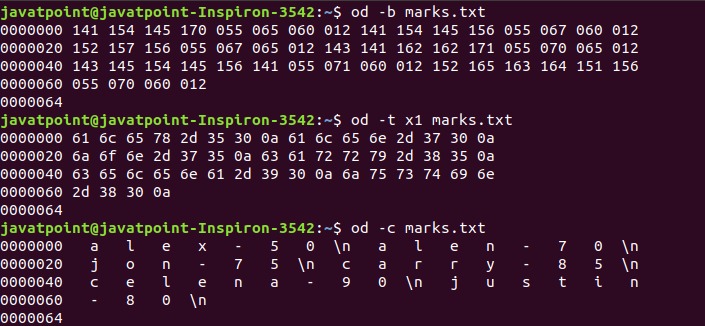 javatpoint@javatpoint-Inspiron-3542:~$ od -b marks.txt
0000000 141 154 145 170 055 065 060 012 141 154 145 156 055 067 060 012
0000020 152 157 156 055 067 065 012 143 141 162 162 171 055 070 065 012
0000040 143 145 154 145 156 141 055 071 060 012 152 165 163 164 151 156
0000060 055 070 060 012
0000064
javatpoint@javatpoint-Inspiron-3542:~$ od -t x1 marks.txt
0000000 61 6c 65 78 2d 35 30 0a 61 6c 65 6e 2d 37 30 0a
0000020 6a 6f 6e 2d 37 35 0a 63 61 72 72 79 2d 38 35 0a
0000040 63 65 6c 65 6e 61 2d 39 30 0a 6a 75 73 74 69 6e
0000060 2d 38 30 0a
0000064
javatpoint@javatpoint-Inspiron-3542:~$ od -c marks.txt
0000000   a   l   e   x   -   5   0  \n   a   l   e   n   -   7   0  \n
0000020   j   o   n   -   7   5  \n   c   a   r   r   y   -   8   5  \n
0000040   c   e   l   e   n   a   -   9   0  \n   j   u   s   t   i   n
0000060   -   8   0  \n
0000064